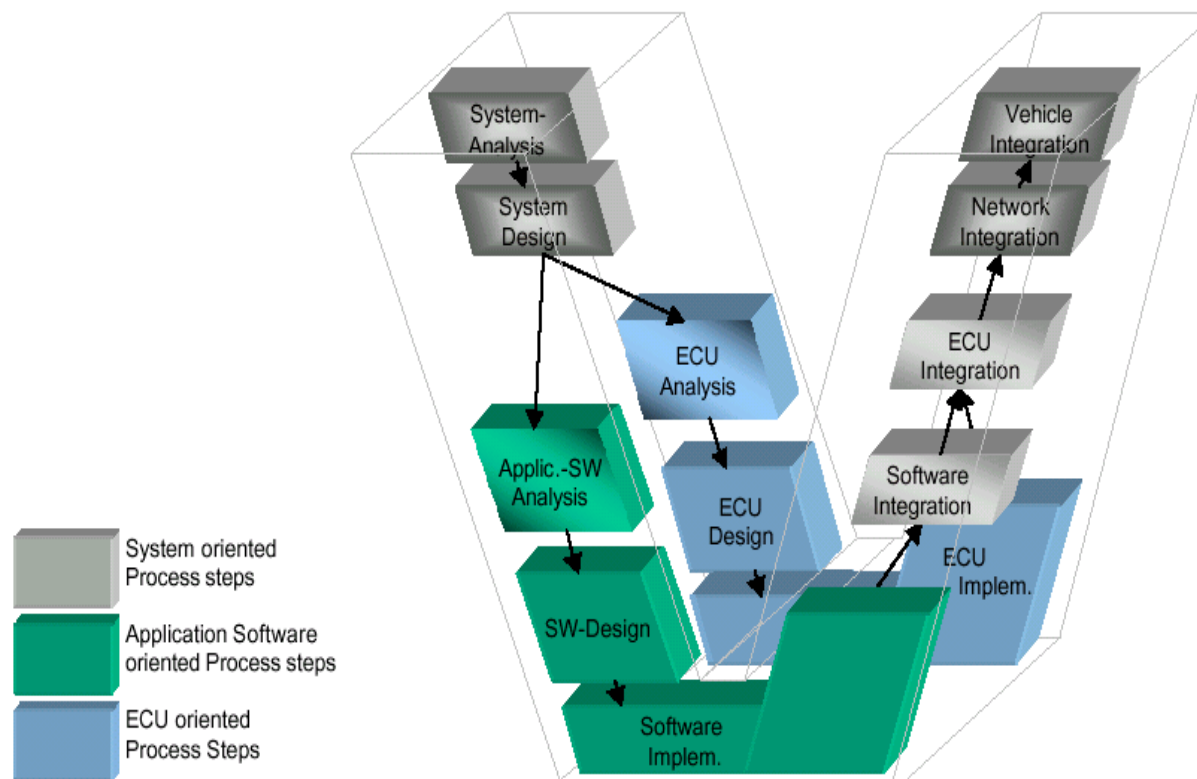 System-
Analysis
System
Design
ECU
Analysis
Applic.-SW
Analysis
ECU
Design
SW-Design
Software
Implem.
ECU
Implem.
Software
Integration
ECU
Integration
Network
Integration
Vehicle
Integration
System oriented
Process steps
Application Software
oriented Process steps
ECU oriented
Process Steps